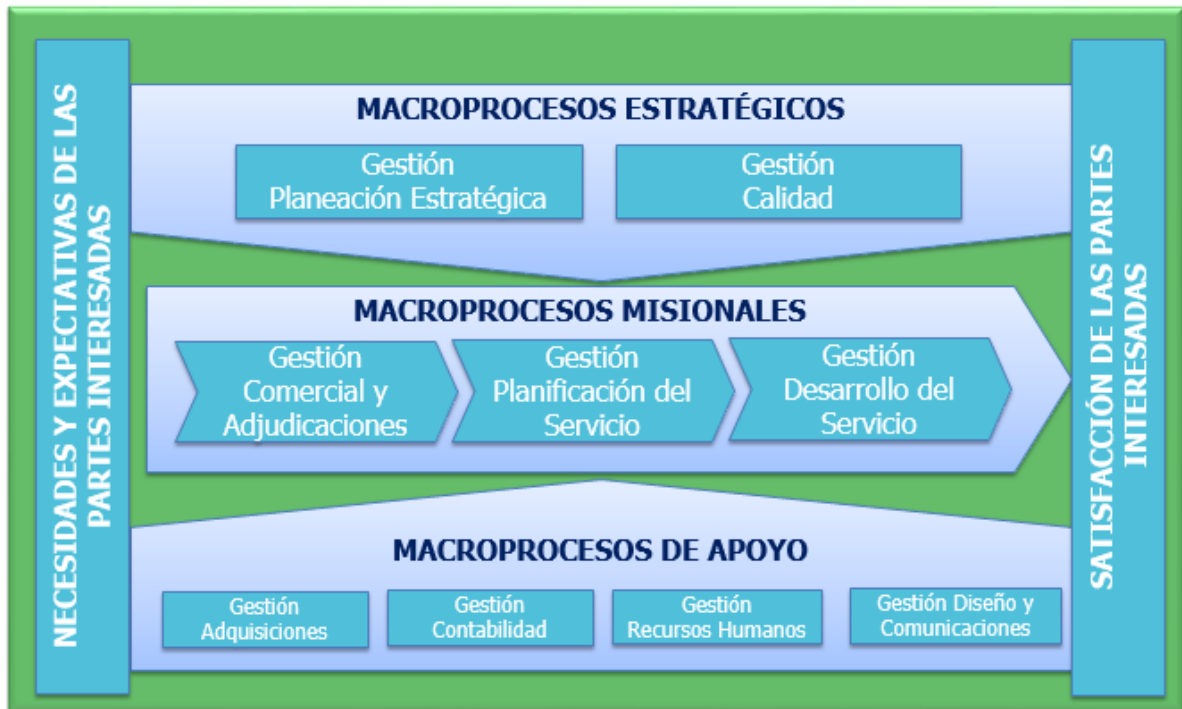 NECESIDADES Y EXPECTATIVAS DE LAS
PARTES INTERESADAS
MACROPROCESOS ESTRATÉGICOS
Gestión
Planeación Estratégica
Gestión
Calidad
MACROPROCESOS MISIONALES
Gestión
Comercial y
Adjudicaciones
Gestión
Planificación del
Servicio
Gestión
Desarrollo del
Servicio
MACROPROCESOS DE APOYO
Gestión
Adquisiciones
Gestión
Contabilidad
Gestión
Recursos Humanos
Gestión Diseño y
Comunicaciones
SATISFACCIÓN DE LAS PARTES
INTERESADAS